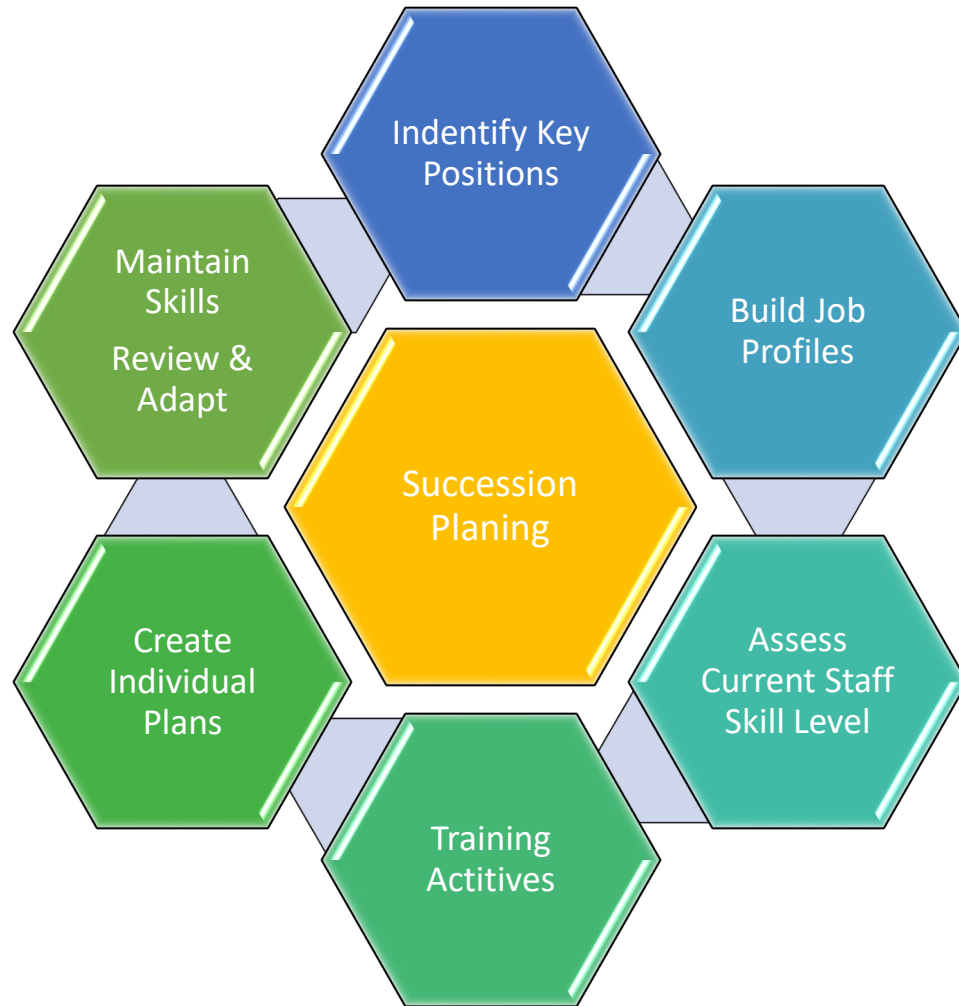 Indentify Key
Positions
Build Job
Profiles
Assess
Current Staff
Skill Level
Training
Actitives
Create
Individual
Plans
Maintain
Skills
Review &
Adapt
Succession
Planing